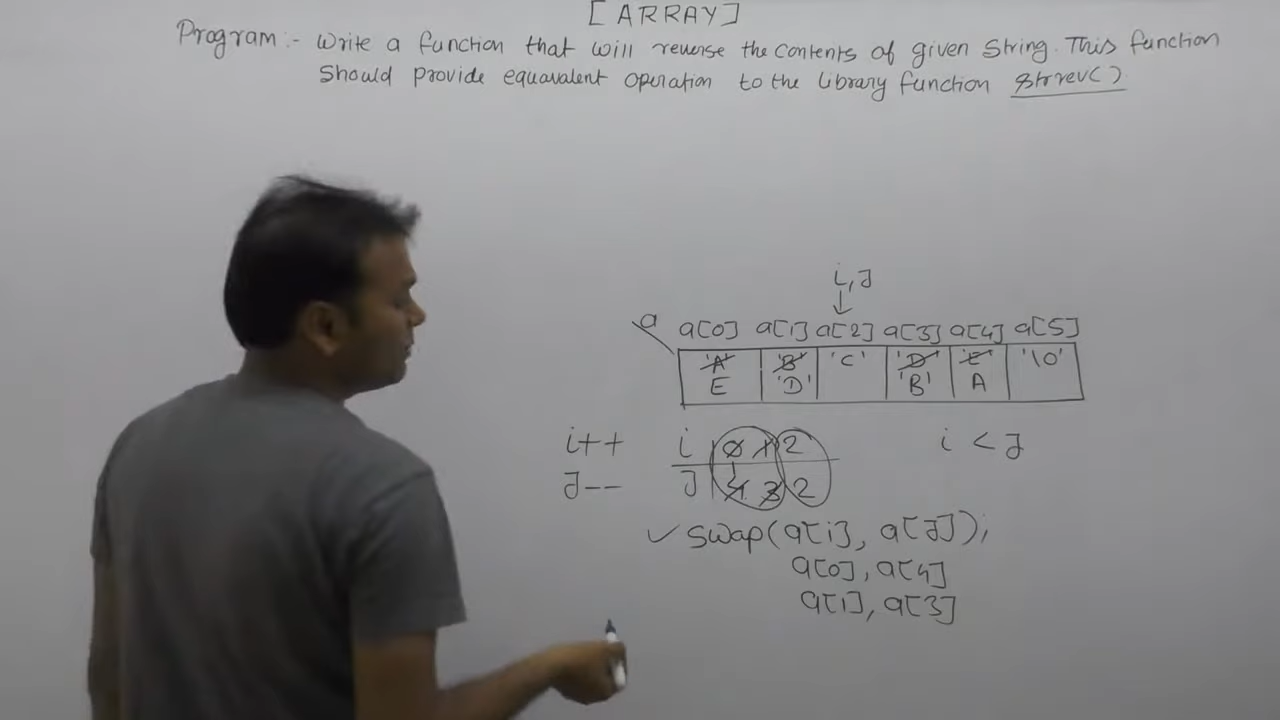 [ARRAY]
Program:- Write a function that will reverse the contents of given String. This function
Should provide equavalent operation to the library function strrev().
i,J
a a[0] a[1] a[2] a[3] a[4] a[5]
'A' 'B' 'C' 'D' 'E' '\0'
E 'D' 'B' A
i++ i 0 1 2 i < J
J-- J 4 3 2
✓ swap(a[i], a[J]);
a[0], a[4]
a[1], a[3]